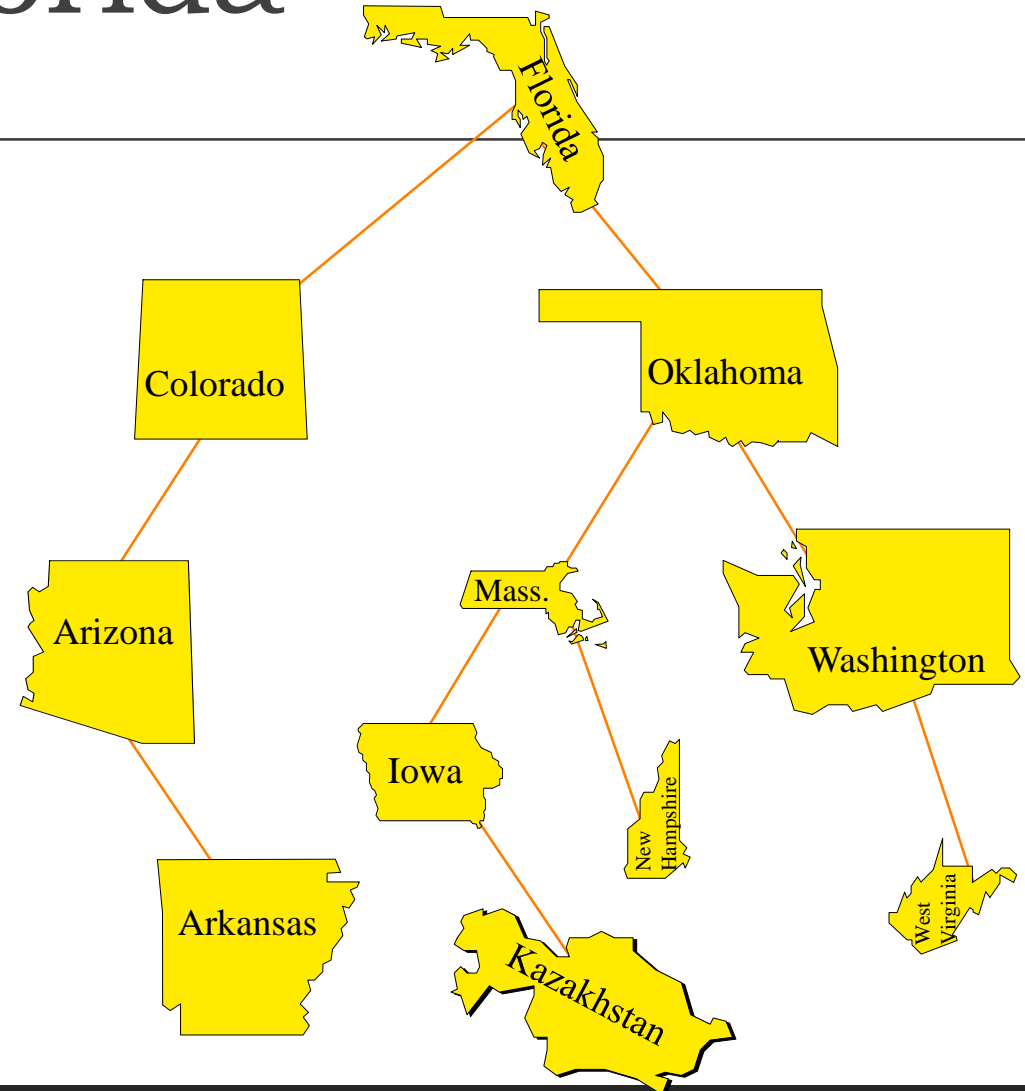 Florida
Colorado
Oklahoma
Arizona
Mass.
Washington
Iowa
New
Hampshire
Arkansas
West
Virginia
Kazakhstan